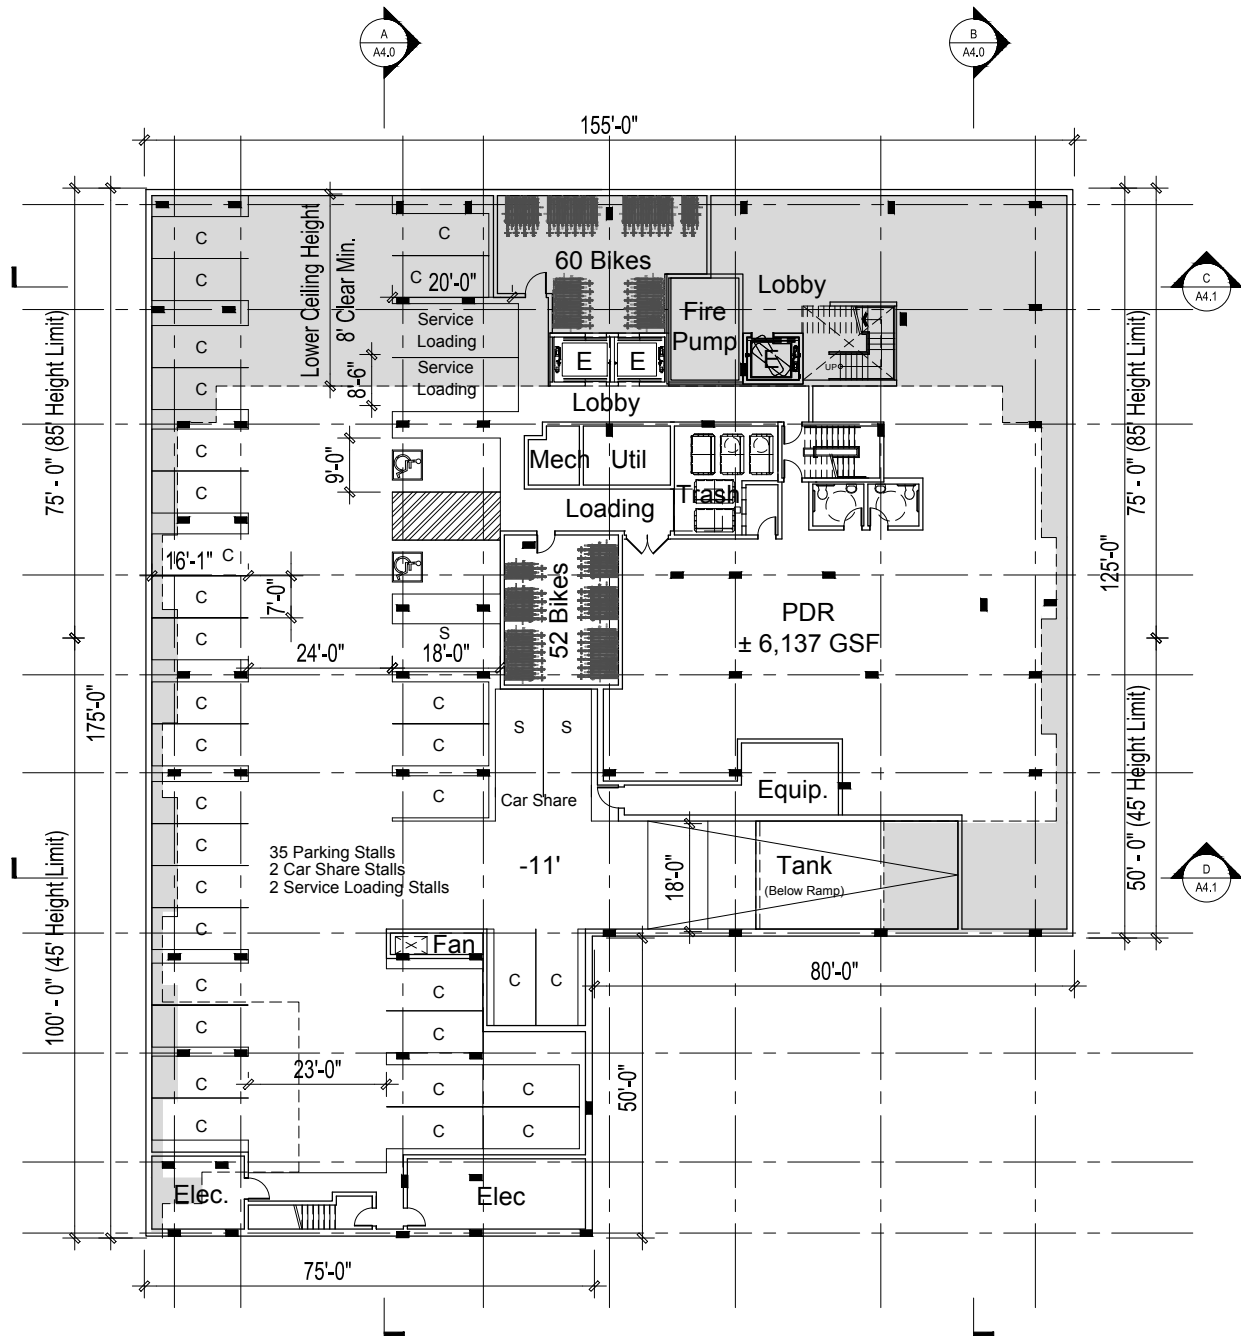 A
A4.0
B
A4.0
155'-0"
C
C
C
C
C
C
Lower Ceiling Height
8' Clear Min.
20'-0"
60 Bikes
Lobby
Fire
Pump
C
A4.1
Service
Loading
Service
Loading
8'-6"
E
E
E
UP
Lobby
75' - 0" (85' Height Limit)
75' - 0" (85' Height Limit)
C
C
9'-0"
Mech
Util
Trash
Loading
16'-1"
C
7'-0"
C
C
S
52 Bikes
PDR
± 6,137 GSF
125'-0"
24'-0"
18'-0"
175'-0"
C
C
C
C
C
S
S
Car Share
Equip.
C
C
C
C
35 Parking Stalls
2 Car Share Stalls
2 Service Loading Stalls
-11'
18'-0"
Tank
(Below Ramp)
50' - 0" (45' Height Limit)
D
A4.1
100' - 0" (45' Height Limit)
Fan
C
C
C
C
C
C
80'-0"
23'-0"
C
C
C
C
C
C
50'-0"
Elec.
Elec
75'-0"